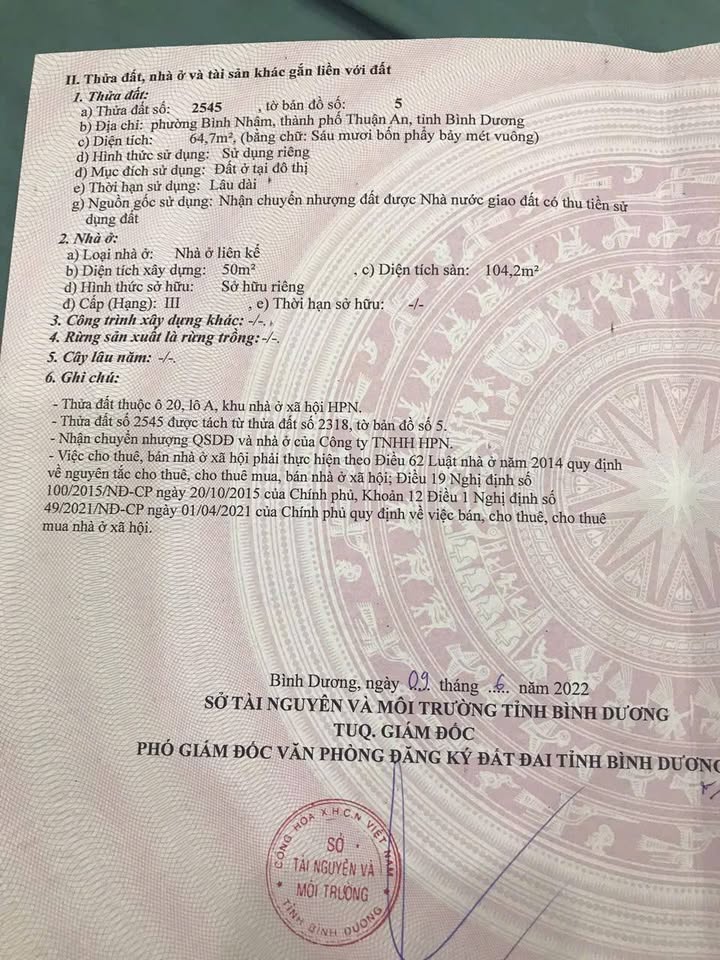 II. Thửa đất, nhà ở và tài sản khác gắn liền với đất
1. Thửa đất:
a) Thửa đất số: 2545 , tờ bản đồ số: 5
b) Địa chỉ: phường Bình Nhâm, thành phố Thuận An, tỉnh Bình Dương
c) Diện tích: 64,7m², (bằng chữ: Sáu mươi bốn phẩy bảy mét vuông)
d) Hình thức sử dụng: Sử dụng riêng
đ) Mục đích sử dụng: Đất ở tại đô thị
e) Thời hạn sử dụng: Lâu dài
g) Nguồn gốc sử dụng: Nhận chuyển nhượng đất được Nhà nước giao đất có thu tiền sử
dụng đất
2. Nhà ở:
a) Loại nhà ở: Nhà ở liên kế
b) Diện tích xây dựng: 50m² , c) Diện tích sàn: 104,2m²
d) Hình thức sở hữu: Sở hữu riêng
đ) Cấp (Hạng): III , e) Thời hạn sở hữu: -/-
3. Công trình xây dựng khác: -/-.
4. Rừng sản xuất là rừng trồng: -/-.
5. Cây lâu năm: -/-.
6. Ghi chú:
- Thửa đất thuộc ô 20, lô A, khu nhà ở xã hội HPN.
- Thửa đất số 2545 được tách từ thửa đất số 2318, tờ bản đồ số 5.
- Nhận chuyển nhượng QSDĐ và nhà ở của Công ty TNHH HPN.
- Việc cho thuê, bán nhà ở xã hội phải thực hiện theo Điều 62 Luật nhà ở năm 2014 quy định
về nguyên tắc cho thuê, cho thuê mua, bán nhà ở xã hội; Điều 19 Nghị định số
100/2015/NĐ-CP ngày 20/10/2015 của Chính phủ, Khoản 12 Điều 1 Nghị định số
49/2021/NĐ-CP ngày 01/04/2021 của Chính phủ quy định về việc bán, cho thuê, cho thuê
mua nhà ở xã hội.
Bình Dương, ngày 09 tháng 6 năm 2022
SỞ TÀI NGUYÊN VÀ MÔI TRƯỜNG TỈNH BÌNH DƯƠNG
TUQ. GIÁM ĐỐC
PHÓ GIÁM ĐỐC VĂN PHÒNG ĐĂNG KÝ ĐẤT ĐAI TỈNH BÌNH DƯƠNG
CỘNG HÒA X.H.C.N VIỆT NAM
SỞ
TÀI NGUYÊN VÀ
MÔI TRƯỜNG
TỈNH BÌNH DƯƠNG